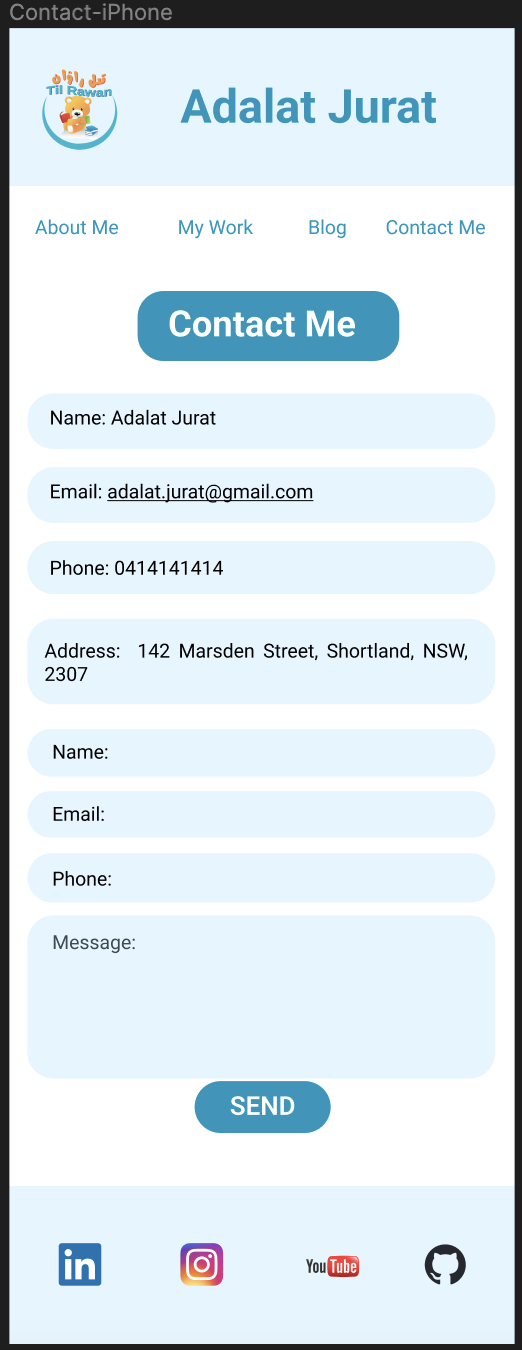 Contact-iPhone
تىل راۋان
Til Rawan
Adalat Jurat
About Me My Work Blog Contact Me
Contact Me
Name: Adalat Jurat
Email: adalat.jurat@gmail.com
Phone: 0414141414
Address: 142 Marsden Street, Shortland, NSW,
2307
Name:
Email:
Phone:
Message:
SEND
in
YouTube